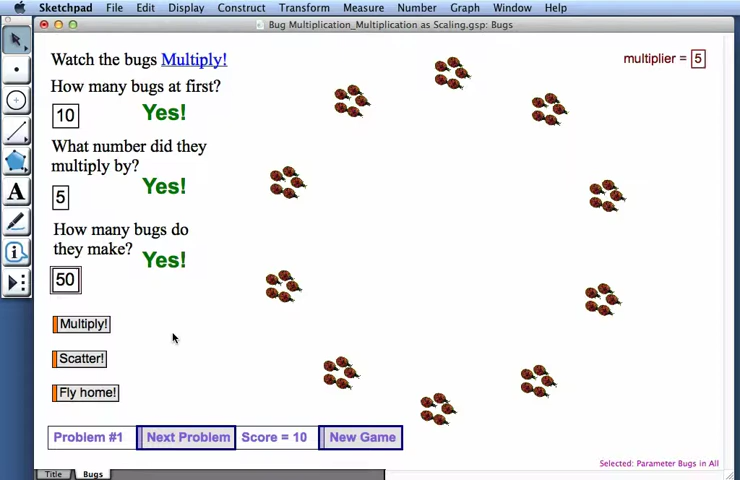 Sketchpad File Edit Display Construct Transform Measure Number Graph Window Help
Bug Multiplication_Multiplication as Scaling.gsp: Bugs
Watch the bugs Multiply!
multiplier = 5
How many bugs at first?
10 Yes!
What number did they
multiply by?
Yes!
5
How many bugs do
they make?
Yes!
50
Multiply!
Scatter!
Fly home!
Problem #1 Next Problem Score = 10 New Game
Selected: Parameter Bugs in All
Title Bugs
A
i